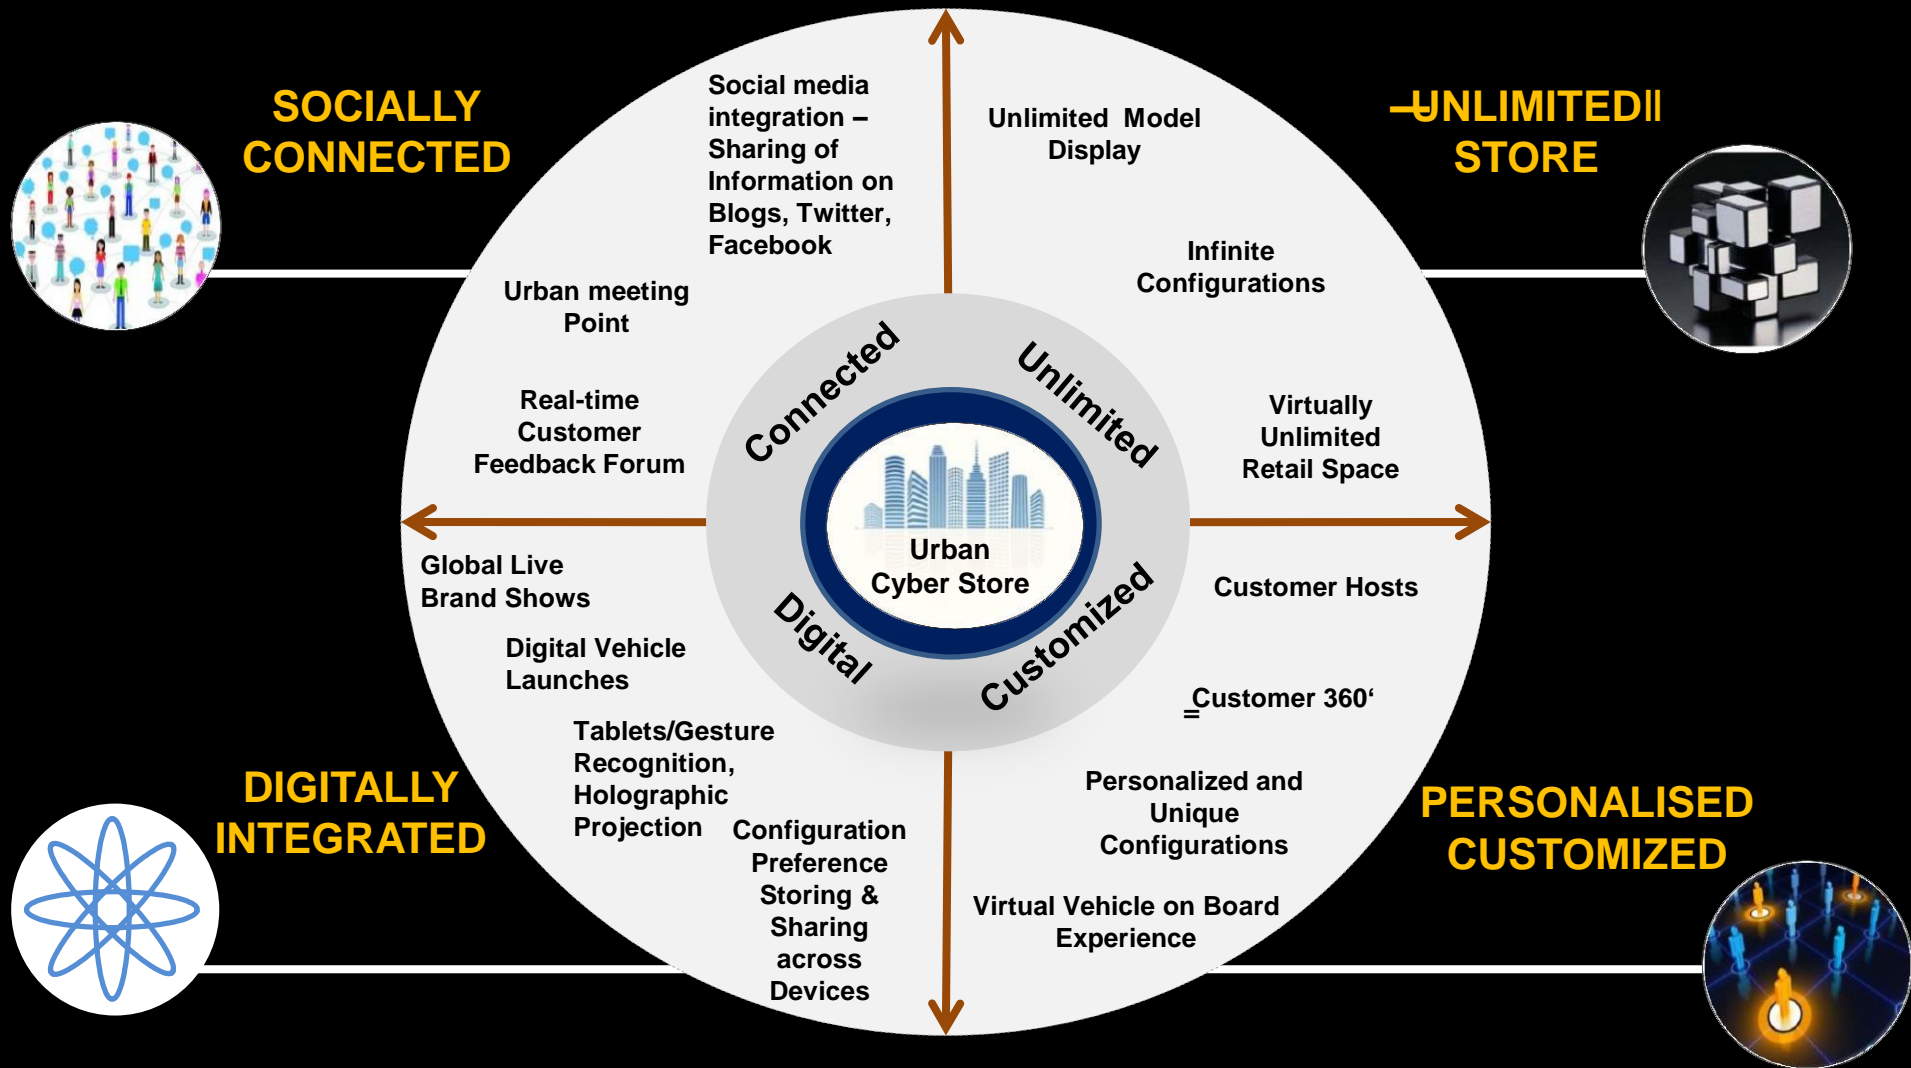 SOCIALLY
CONNECTED
Social media
integration –
Sharing of
Information on
Blogs, Twitter,
Facebook
Urban meeting
Point
Real-time
Customer
Feedback Forum
Unlimited Model
Display
Infinite
Configurations
Virtually
Unlimited
Retail Space
―UNLIMITED‖
STORE
Connected
Unlimited
Urban
Cyber Store
Digital
Customized
Global Live
Brand Shows
Digital Vehicle
Launches
Tablets/Gesture
Recognition,
Holographic
Projection
Configuration
Preference
Storing &
Sharing
across
Devices
Customer Hosts
‗Customer 360‘
Personalized and
Unique
Configurations
Virtual Vehicle on Board
Experience
DIGITALLY
INTEGRATED
PERSONALISED
CUSTOMIZED